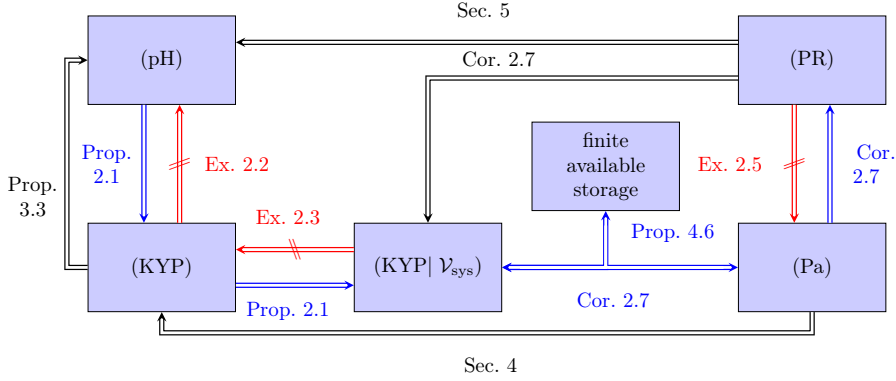 Sec. 5
(pH)
Cor. 2.7
(PR)
finite
available
storage
Prop.
2.1
Ex. 2.2
Ex. 2.5
Cor.
2.7
Prop.
3.3
Ex. 2.3
Prop. 4.6
(KYP)
(KYP| 𝒱sys)
(Pa)
Prop. 2.1
Cor. 2.7
Sec. 4